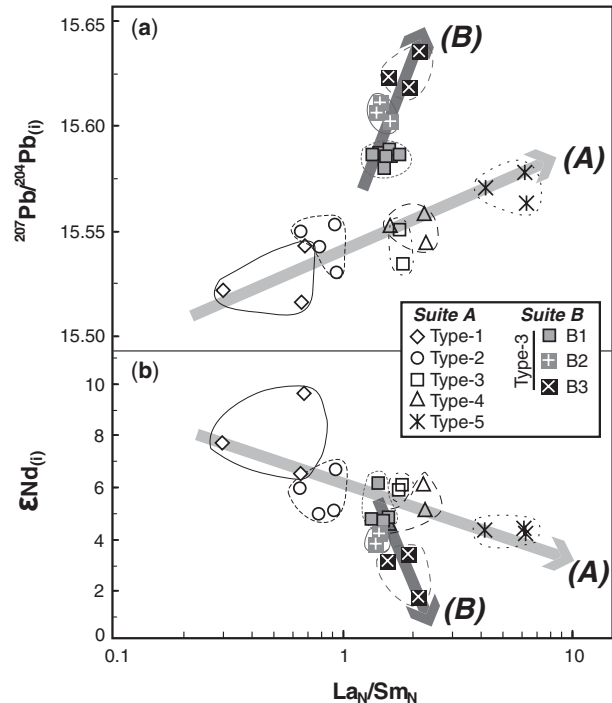 15.65
(a)
(B)
15.60
(A)
15.55
15.50
207Pb/204Pb(i)
Suite A
Suite B
Type-1
Type-2
Type-3
Type-4
Type-5
Type-3
B1
B2
B3
(b)
10
8
6
4
2
0
εNd(i)
(B)
(A)
0.1
1
10
LaN/SmN